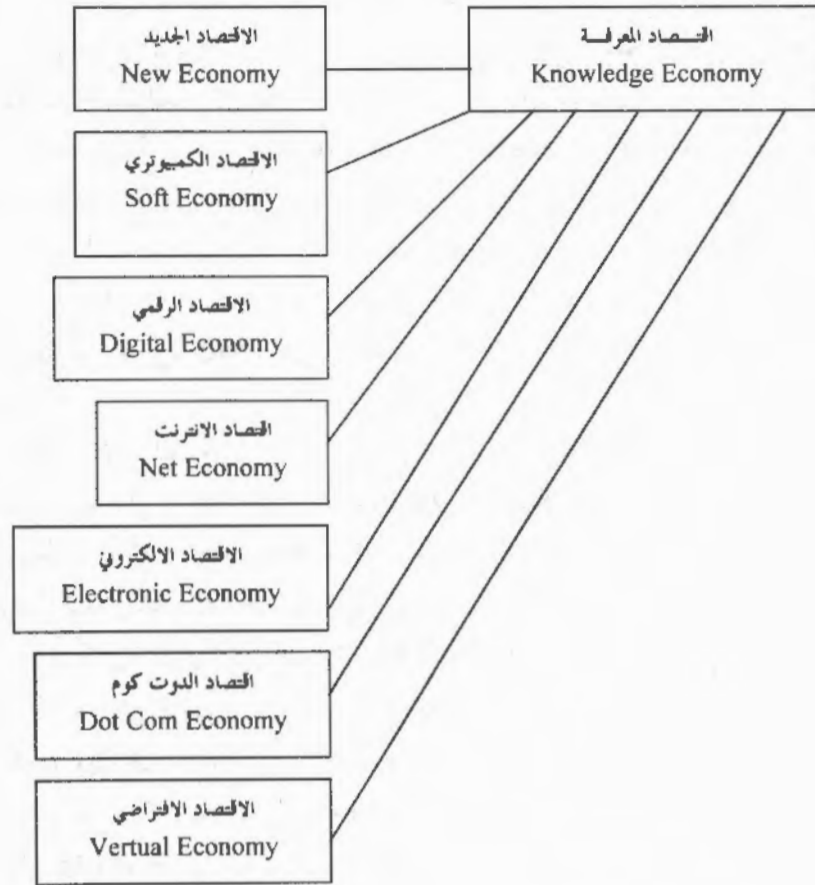 الاقتصاد الجديد
New Economy
اقتصاد المعرفة
Knowledge Economy
الاقتصاد الكمبيوتري
Soft Economy
الاقتصاد الرقمي
Digital Economy
اقتصاد الانترنت
Net Economy
الاقتصاد الالكتروني
Electronic Economy
اقتصاد الدوت كوم
Dot Com Economy
الاقتصاد الافتراضي
Vertual Economy